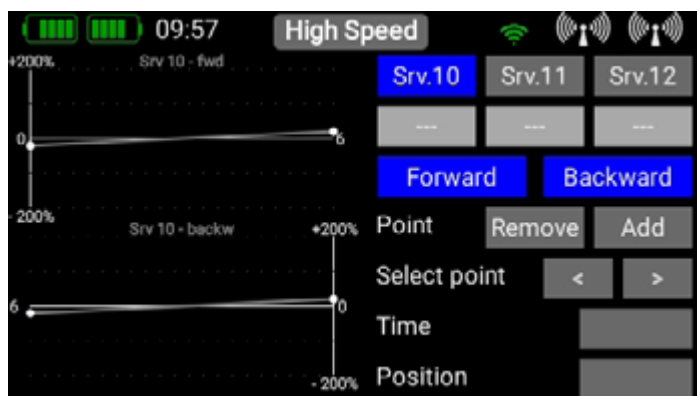 09:57 High Speed
+200% Srv 10 - fwd
0 6
- 200%
Srv 10 - backw +200%
6 0
- 200%
Srv.10 Srv.11 Srv.12
--- --- ---
Forward Backward
Point Remove Add
Select point < >
Time
Position